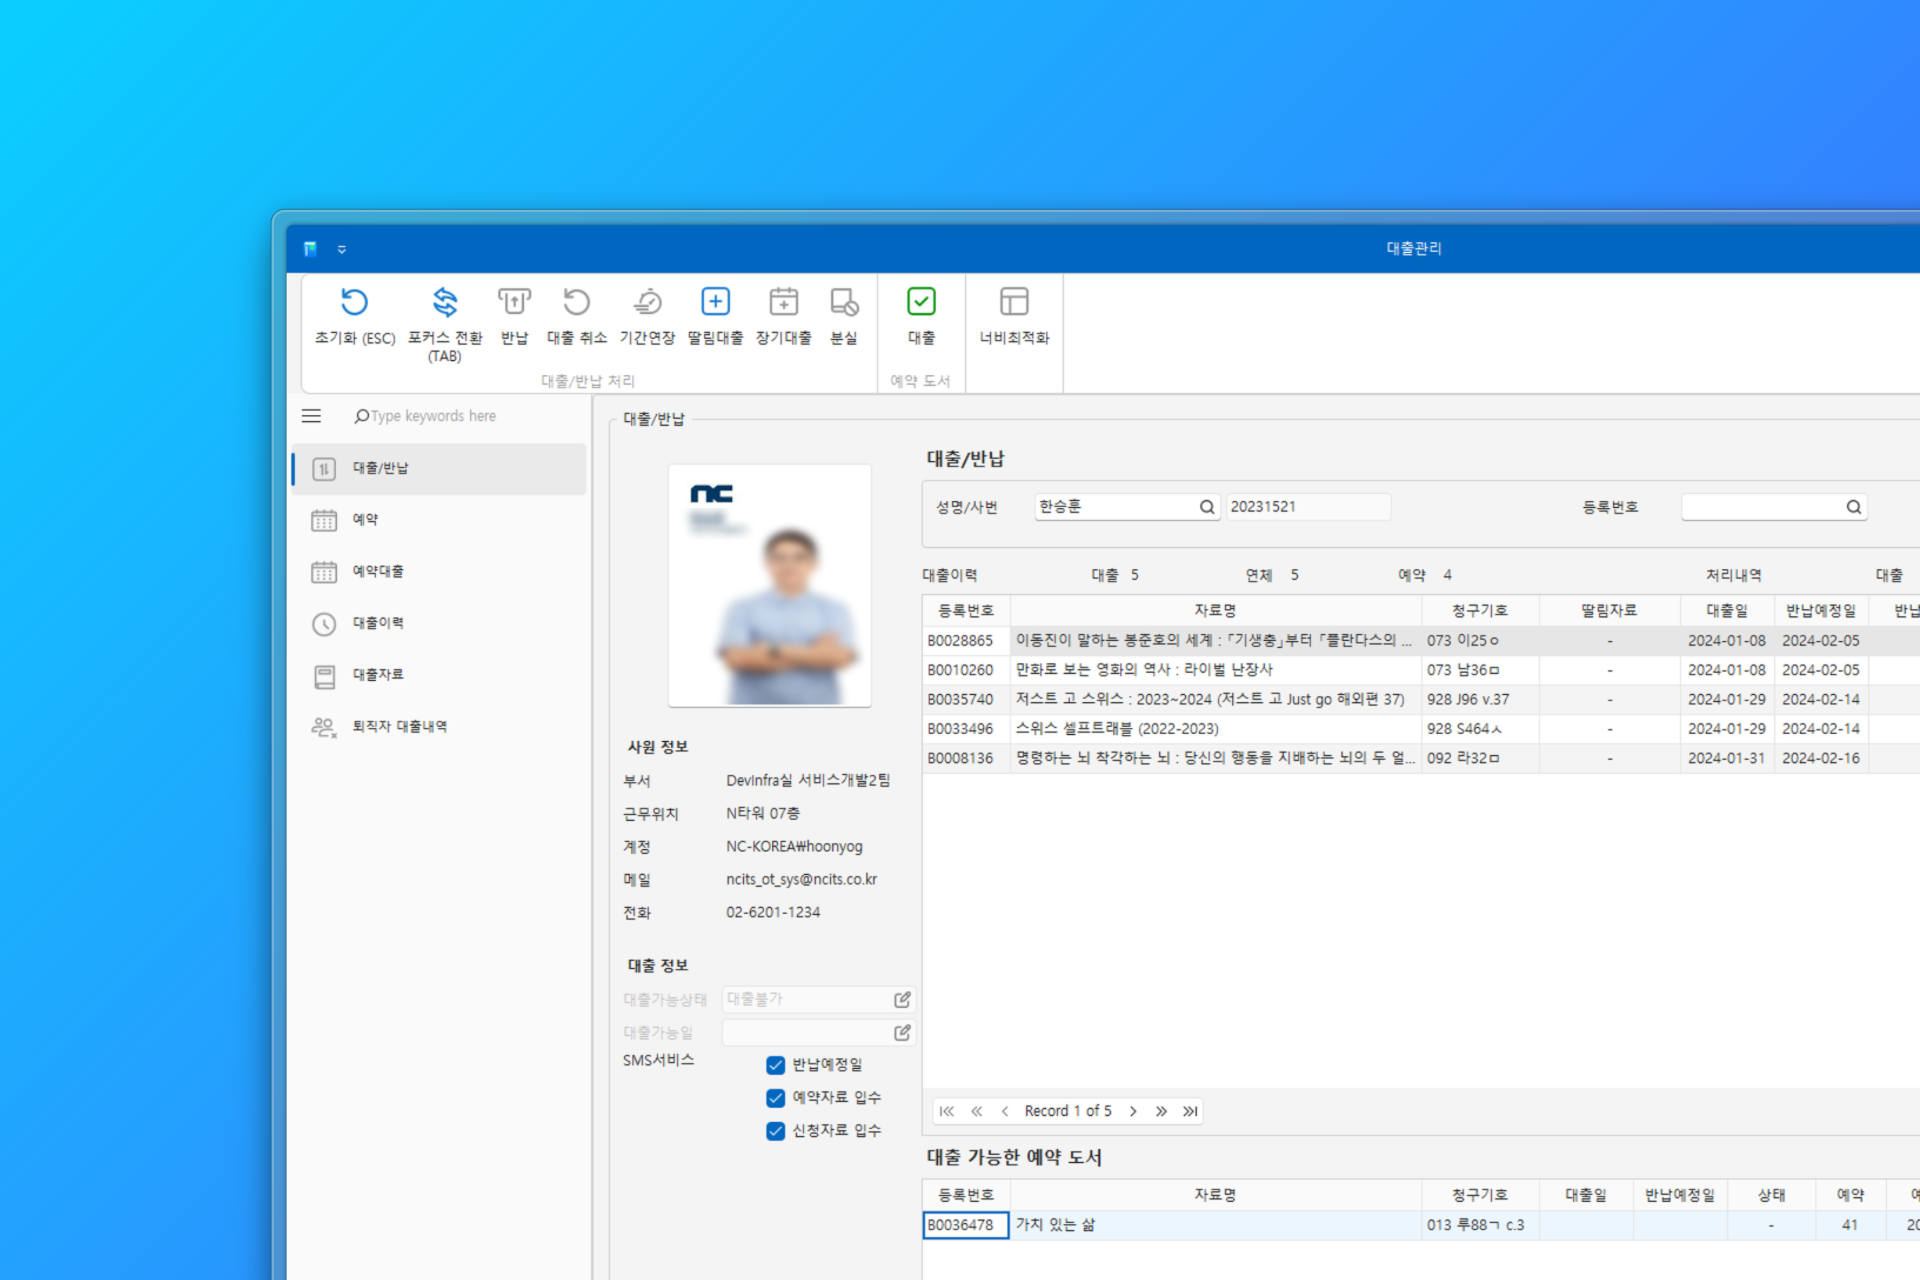 대출관리
초기화 (ESC)
포커스 전환
(TAB)
반납
대출 취소
기간연장
딸림대출
장기대출
분실
대출
너비최적화
대출/반납 처리
예약 도서
Type keywords here
대출/반납
예약
예약대출
대출이력
대출자료
퇴직자 대출내역
대출/반납
nc
사원 정보
부서 DevInfra실 서비스개발2팀
근무위치 N타워 07층
계정 NC-KOREA₩hoonyog
메일 ncits_ot_sys@ncits.co.kr
전화 02-6201-1234
대출 정보
대출가능상태 대출불가
대출가능일
SMS서비스
반납예정일
예약자료 입수
신청자료 입수
대출/반납
성명/사번 한승훈 20231521 등록번호
대출이력 대출 5 연체 5 예약 4 처리내역 대출
등록번호 자료명 청구기호 딸림자료 대출일 반납예정일 반납
B0028865 이동진이 말하는 봉준호의 세계 : 「기생충」부터 「플란다스의 ... 073 이25ㅇ - 2024-01-08 2024-02-05
B0010260 만화로 보는 영화의 역사 : 라이벌 난장사 073 남36ㅁ - 2024-01-08 2024-02-05
B0035740 저스트 고 스위스 : 2023~2024 (저스트 고 Just go 해외편 37) 928 J96 v.37 - 2024-01-29 2024-02-14
B0033496 스위스 셀프트래블 (2022-2023) 928 S464ㅅ - 2024-01-29 2024-02-14
B0008136 명령하는 뇌 착각하는 뇌 : 당신의 행동을 지배하는 뇌의 두 얼... 092 라32ㅁ - 2024-01-31 2024-02-16
Record 1 of 5
대출 가능한 예약 도서
등록번호 자료명 청구기호 대출일 반납예정일 상태 예약
B0036478 가치 있는 삶 013 루88ㄱ c.3 - 41 20